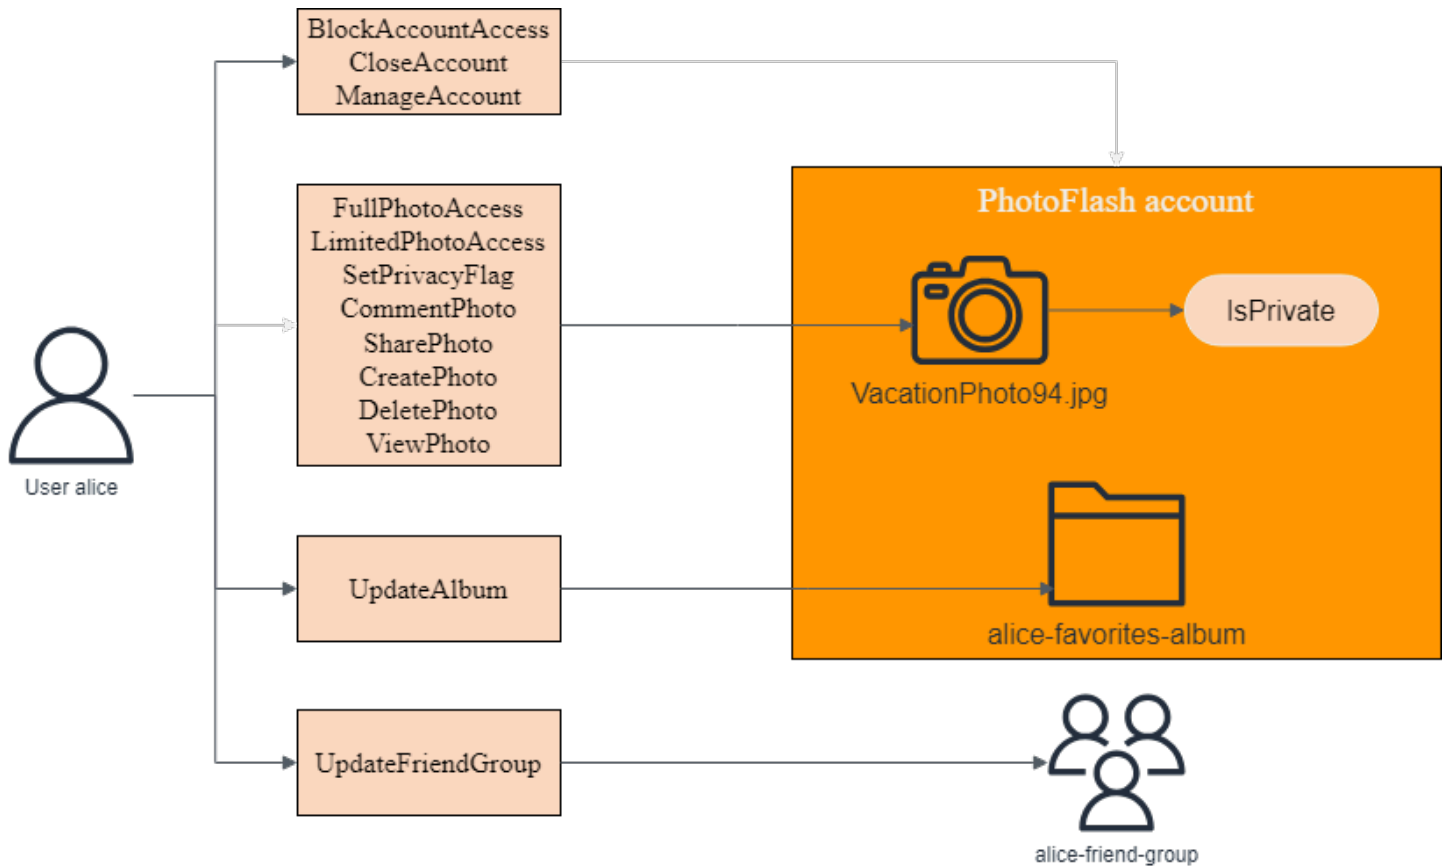 BlockAccountAccess
CloseAccount
ManageAccount
PhotoFlash account
FullPhotoAccess
LimitedPhotoAccess
SetPrivacyFlag
CommentPhoto
SharePhoto
CreatePhoto
DeletePhoto
ViewPhoto
IsPrivate
VacationPhoto94.jpg
User alice
UpdateAlbum
alice-favorites-album
UpdateFriendGroup
alice-friend-group